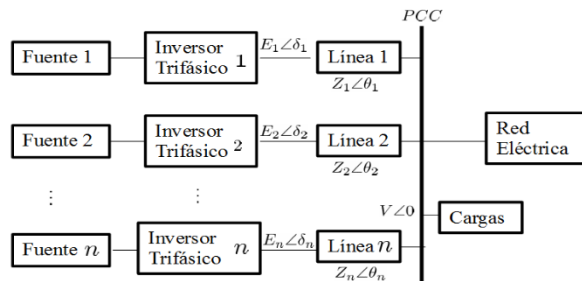 PCC
Fuente 1
Inversor
Trifásico 1
E₁∠δ₁
Línea 1
Z₁∠θ₁
Fuente 2
Inversor
Trifásico 2
E₂∠δ₂
Línea 2
Z₂∠θ₂
Red
Eléctrica
⋮
⋮
V∠0
Cargas
Fuente n
Inversor
Trifásico n
Eₙ∠δₙ
Línea n
Zₙ∠θₙ